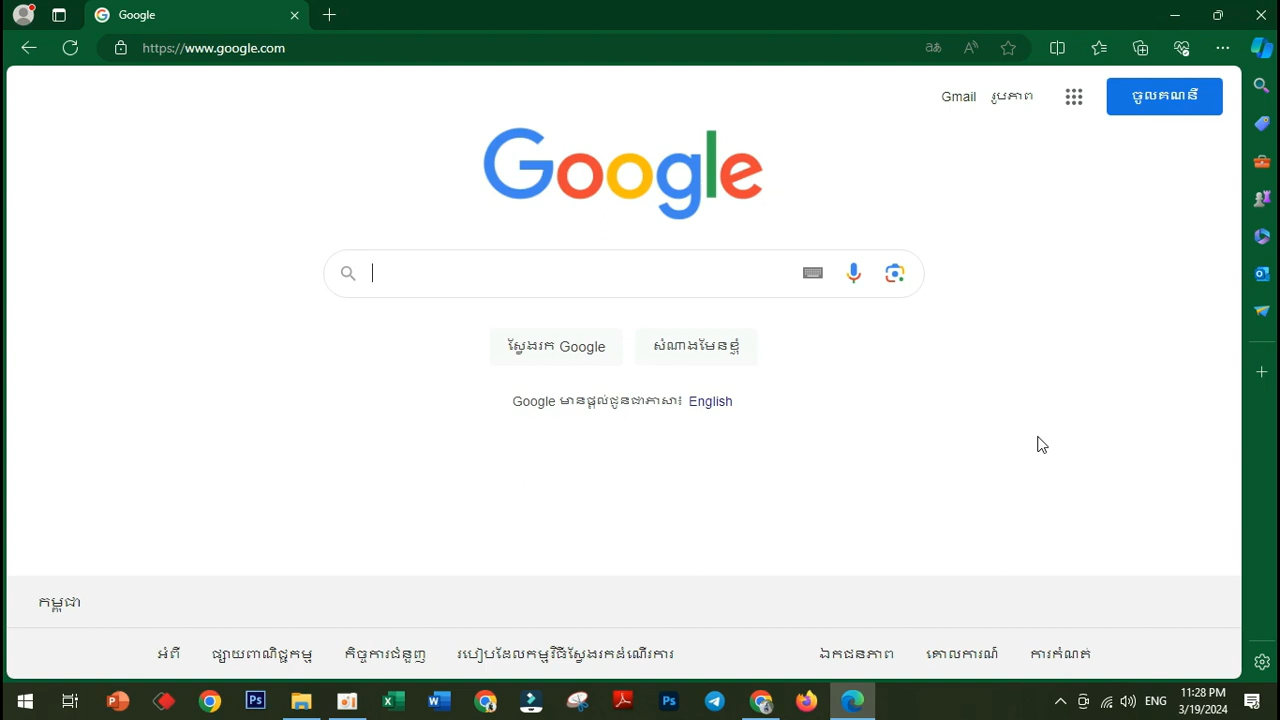 Google
https://www.google.com
Gmail
រូបភាព
ចូលគណនី
Google
ស្វែងរក Google
សំណាងមែនខ្ញុំ
Google មានផ្ដល់ជូនជាភាសា៖ English
កម្ពុជា
អំពី
ផ្សាយពាណិជ្ជកម្ម
កិច្ចការជំនួញ
របៀបដែលកម្មវិធីស្វែងរកដំណើរការ
ឯកជនភាព
គោលការណ៍
ការកំណត់
ENG
11:28 PM
3/19/2024